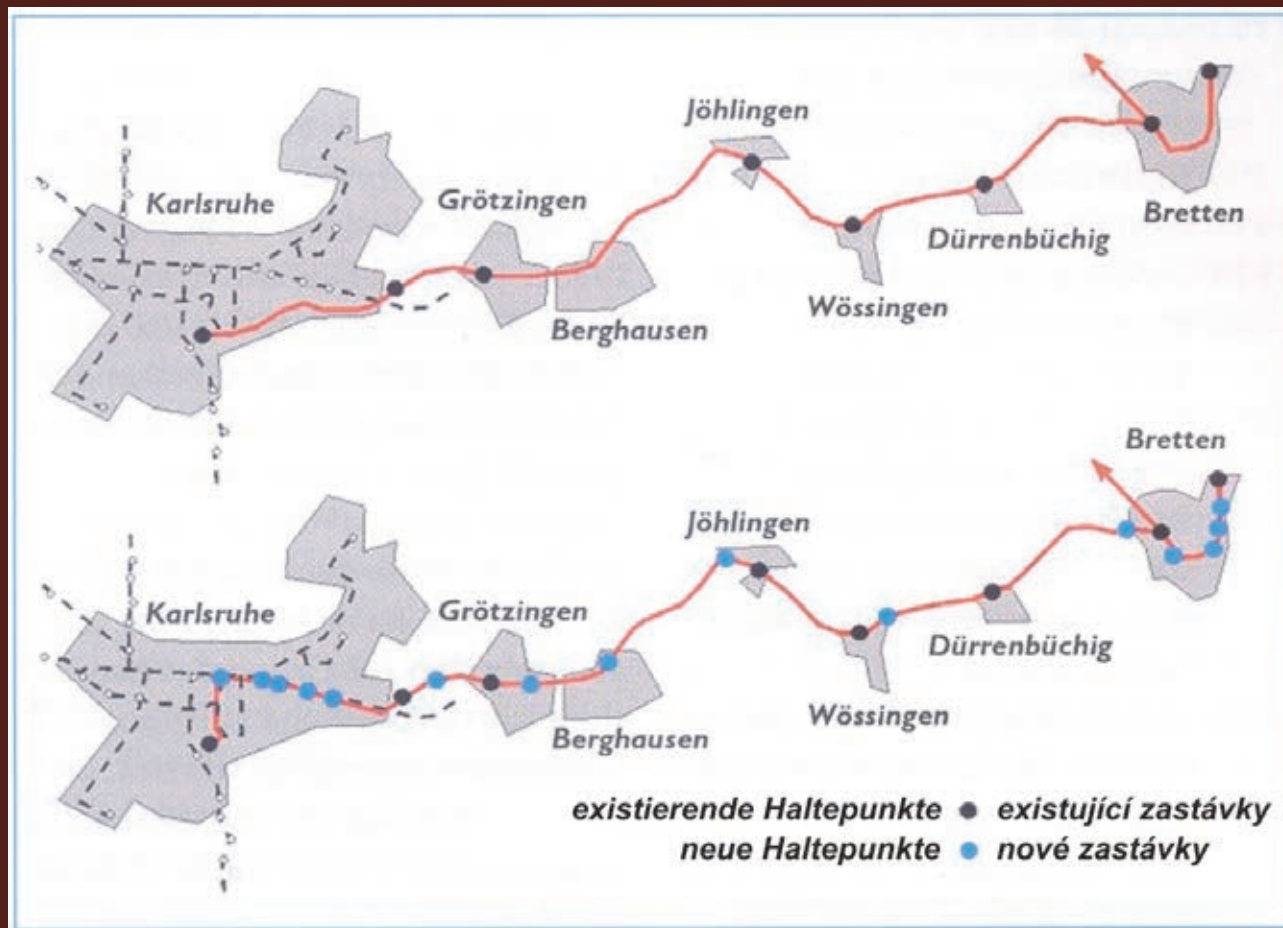 Jöhlingen
Karlsruhe
Grötzingen
Bretten
Dürrenbüchig
Wössingen
Berghausen
Bretten
Jöhlingen
Karlsruhe
Grötzingen
Dürrenbüchig
Wössingen
Berghausen
existierende Haltepunkte existující zastávky
neue Haltepunkte nové zastávky